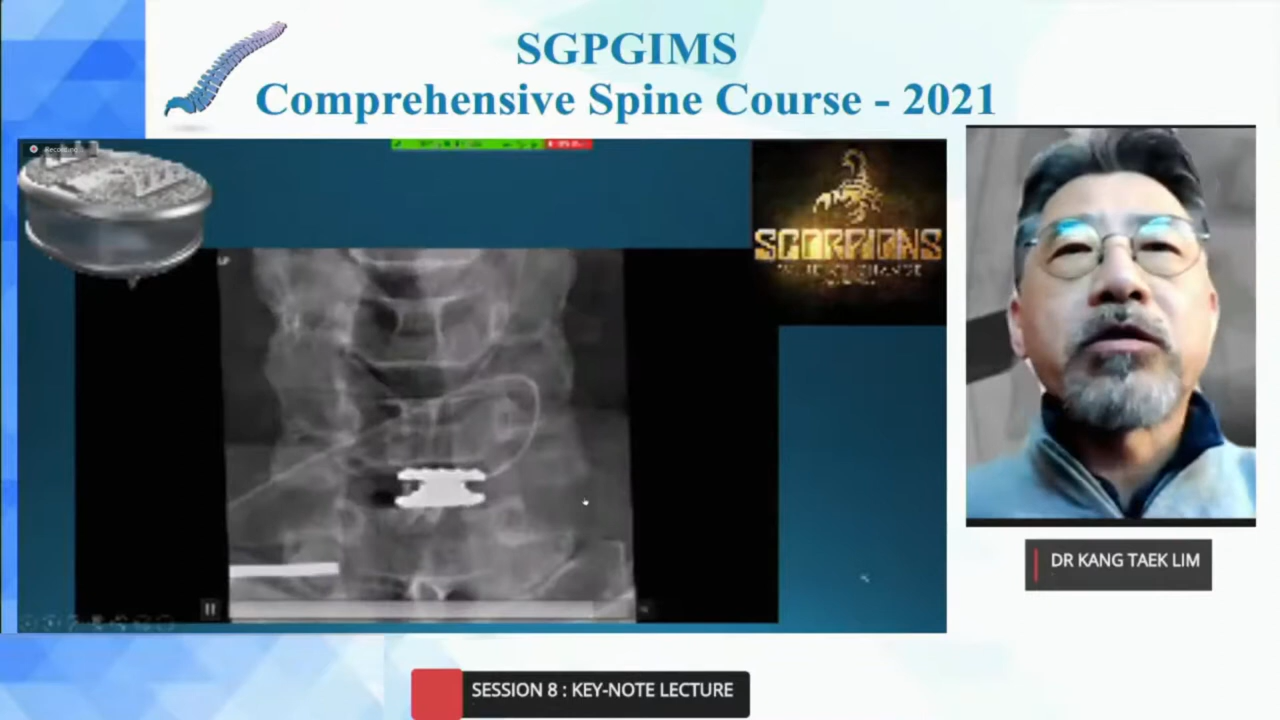 SGPGIMS
Comprehensive Spine Course - 2021
SCORPIONS
DR KANG TAEK LIM
SESSION 8 : KEY-NOTE LECTURE